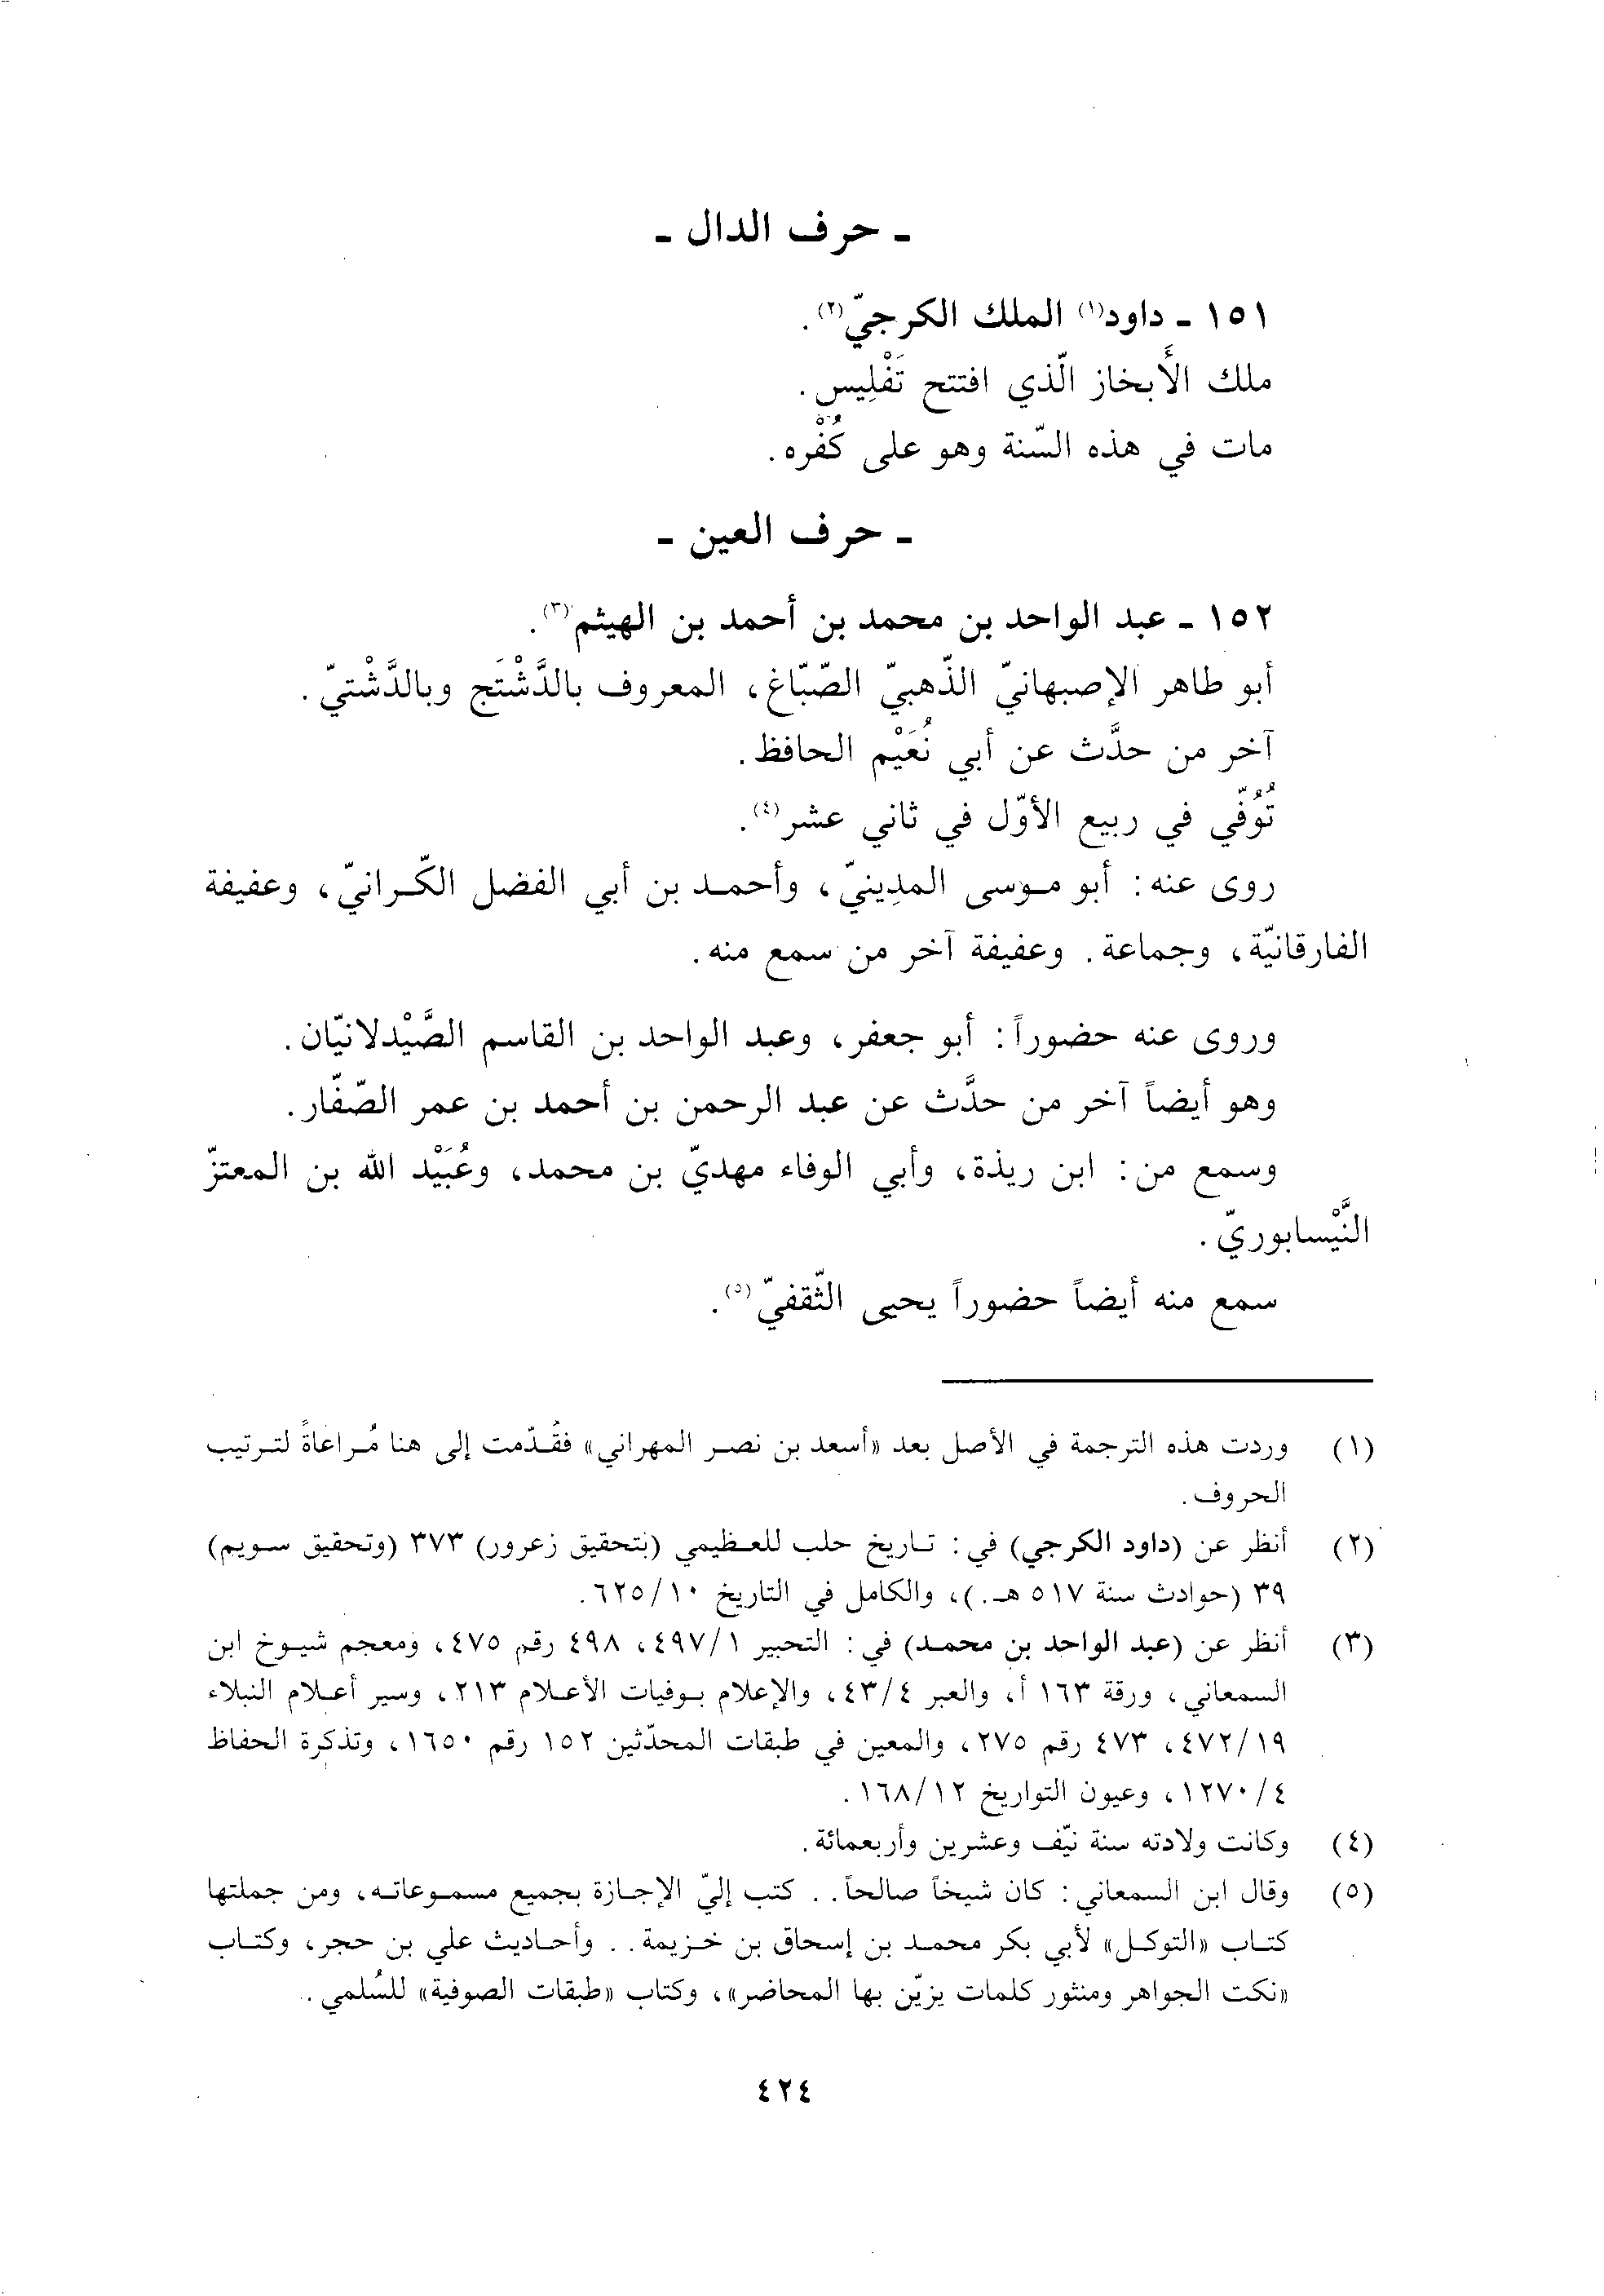 ـ حرف الدال ـ
١٥١ ـ داود(١) الملك الكرجيّ(٢).
ملك الأَبخاز الّذي افتتح تَفْلِيس.
مات في هذه السّنة وهو على كُفْره.
ـ حرف العين ـ
١٥٢ ـ عبد الواحد بن محمد بن أحمد بن الهيثم(٣).
أبو طاهر الإصبهانيّ الذّهبيّ الصّبّاغ، المعروف بالدَّشْتَج وبالدَّشْتيّ.
آخر من حدَّث عن أبي نُعَيْم الحافظ.
تُوُفّي في ربيع الأوّل في ثاني عشر(٤).
روى عنه: أبو موسى المدِينيّ، وأحمد بن أبي الفضل الكّرانيّ، وعفيفة
الفارقانيّة، وجماعة. وعفيفة آخر من سمع منه.
وروى عنه حضوراً: أبو جعفر، وعبد الواحد بن القاسم الصَّيْدلانيّان.
وهو أيضاً آخر من حدَّث عن عبد الرحمن بن أحمد بن عمر الصّفّار.
وسمع من: ابن ريذة، وأبي الوفاء مهديّ بن محمد، وعُبَيْد الله بن المعتزّ
النَّيْسابوريّ.
سمع منه أيضاً حضوراً يحيى الثّقفيّ(٥).
(١) وردت هذه الترجمة في الأصل بعد «أسعد بن نصر المهراني» فقُدّمت إلى هنا مُراعاةً لترتيب
الحروف.
(٢) أنظر عن (داود الكرجي) في: تاريخ حلب للعظيمي (بتحقيق زعرور) ٣٧٣ (وتحقيق سويم)
٣٩ (حوادث سنة ٥١٧ هـ.)، والكامل في التاريخ ٦٢٥/١٠.
(٣) أنظر عن (عبد الواحد بن محمد) في: التحبير ٤٩٧/١، ٤٩٨ رقم ٤٧٥، ومعجم شيوخ ابن
السمعاني، ورقة ١٦٣ أ، والعبر ٤٣/٤، والإعلام بوفيات الأعلام ٢١٣، وسير أعلام النبلاء
٤٧٢/١٩، ٤٧٣ رقم ٢٧٥، والمعين في طبقات المحدّثين ١٥٢ رقم ١٦٥٠، وتذكرة الحفاظ
١٢٧٠/٤، وعيون التواريخ ١٦٨/١٢.
(٤) وكانت ولادته سنة نيّف وعشرين وأربعمائة.
(٥) وقال ابن السمعاني: كان شيخاً صالحاً.. كتب إليّ الإجازة بجميع مسموعاته، ومن جملتها
كتاب «التوكل» لأبي بكر محمد بن إسحاق بن خزيمة.. وأحاديث علي بن حجر، وكتاب
«نكت الجواهر ومنثور كلمات يزيّن بها المحاضر»، وكتاب «طبقات الصوفية» للسُلمي.
٤٢٤